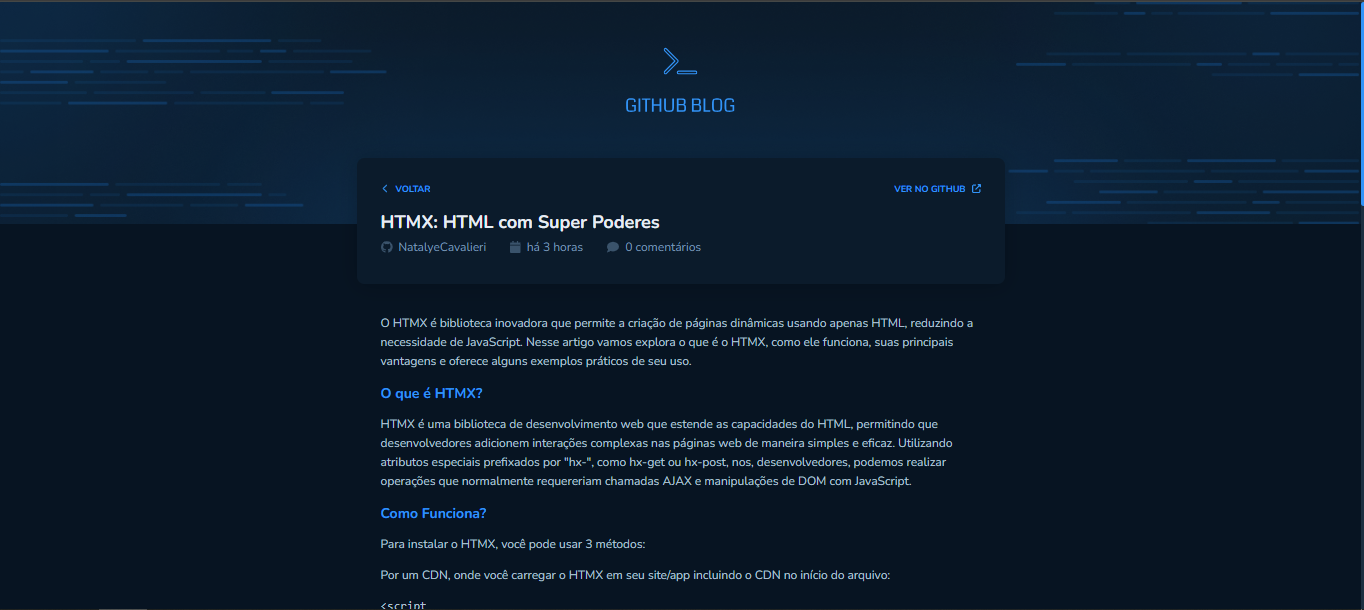 GITHUB BLOG
VOLTAR
VER NO GITHUB
HTMX: HTML com Super Poderes
NatalyeCavalieri há 3 horas 0 comentários
O HTMX é biblioteca inovadora que permite a criação de páginas dinâmicas usando apenas HTML, reduzindo a
necessidade de JavaScript. Nesse artigo vamos explora o que é o HTMX, como ele funciona, suas principais
vantagens e oferece alguns exemplos práticos de seu uso.
O que é HTMX?
HTMX é uma biblioteca de desenvolvimento web que estende as capacidades do HTML, permitindo que
desenvolvedores adicionem interações complexas nas páginas web de maneira simples e eficaz. Utilizando
atributos especiais prefixados por "hx-", como hx-get ou hx-post, nos, desenvolvedores, podemos realizar
operações que normalmente requereriam chamadas AJAX e manipulações de DOM com JavaScript.
Como Funciona?
Para instalar o HTMX, você pode usar 3 métodos:
Por um CDN, onde você carregar o HTMX em seu site/app incluindo o CDN no início do arquivo:
<script